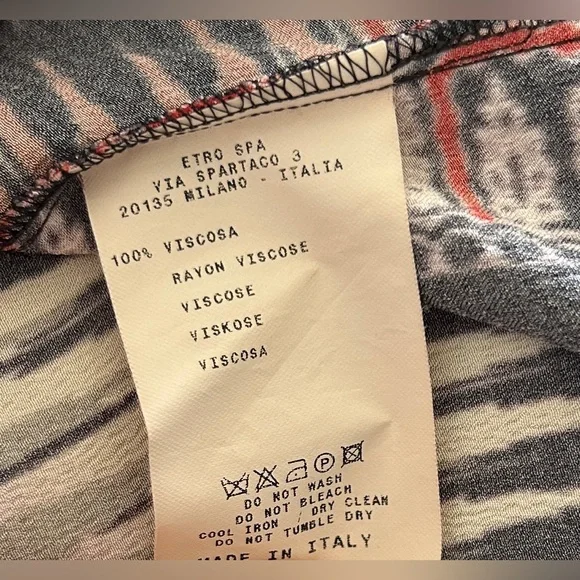 ETRO SPA
VIA SPARTACO 3
20135 MILANO - ITALIA
100% VISCOSA
RAYON VISCOSE
VISCOSE
VISKOSE
VISCOSA
P
DO NOT WASH
DO NOT BLEACH
COOL IRON / DRY CLEAN
DO NOT TUMBLE DRY
MADE IN ITALY